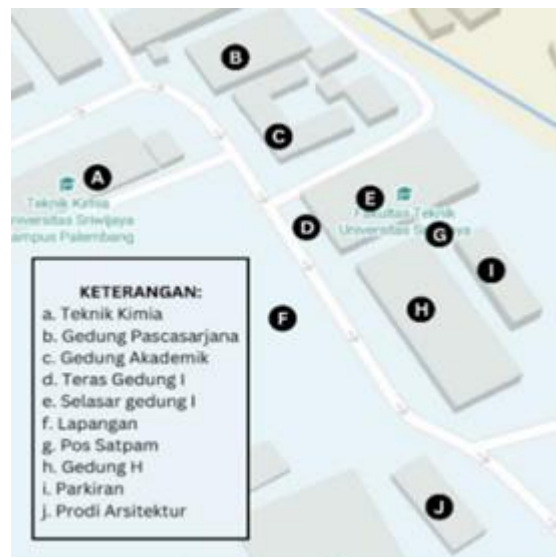 B
C
A
Teknik Kimia
Universitas Sriwijaya
Kampus Palembang
E
Fakultas Teknik
Universitas
D
G
I
H
F
J
KETERANGAN:
a. Teknik Kimia
b. Gedung Pascasarjana
c. Gedung Akademik
d. Teras Gedung I
e. Selasar gedung I
f. Lapangan
g. Pos Satpam
h. Gedung H
i. Parkiran
j. Prodi Arsitektur